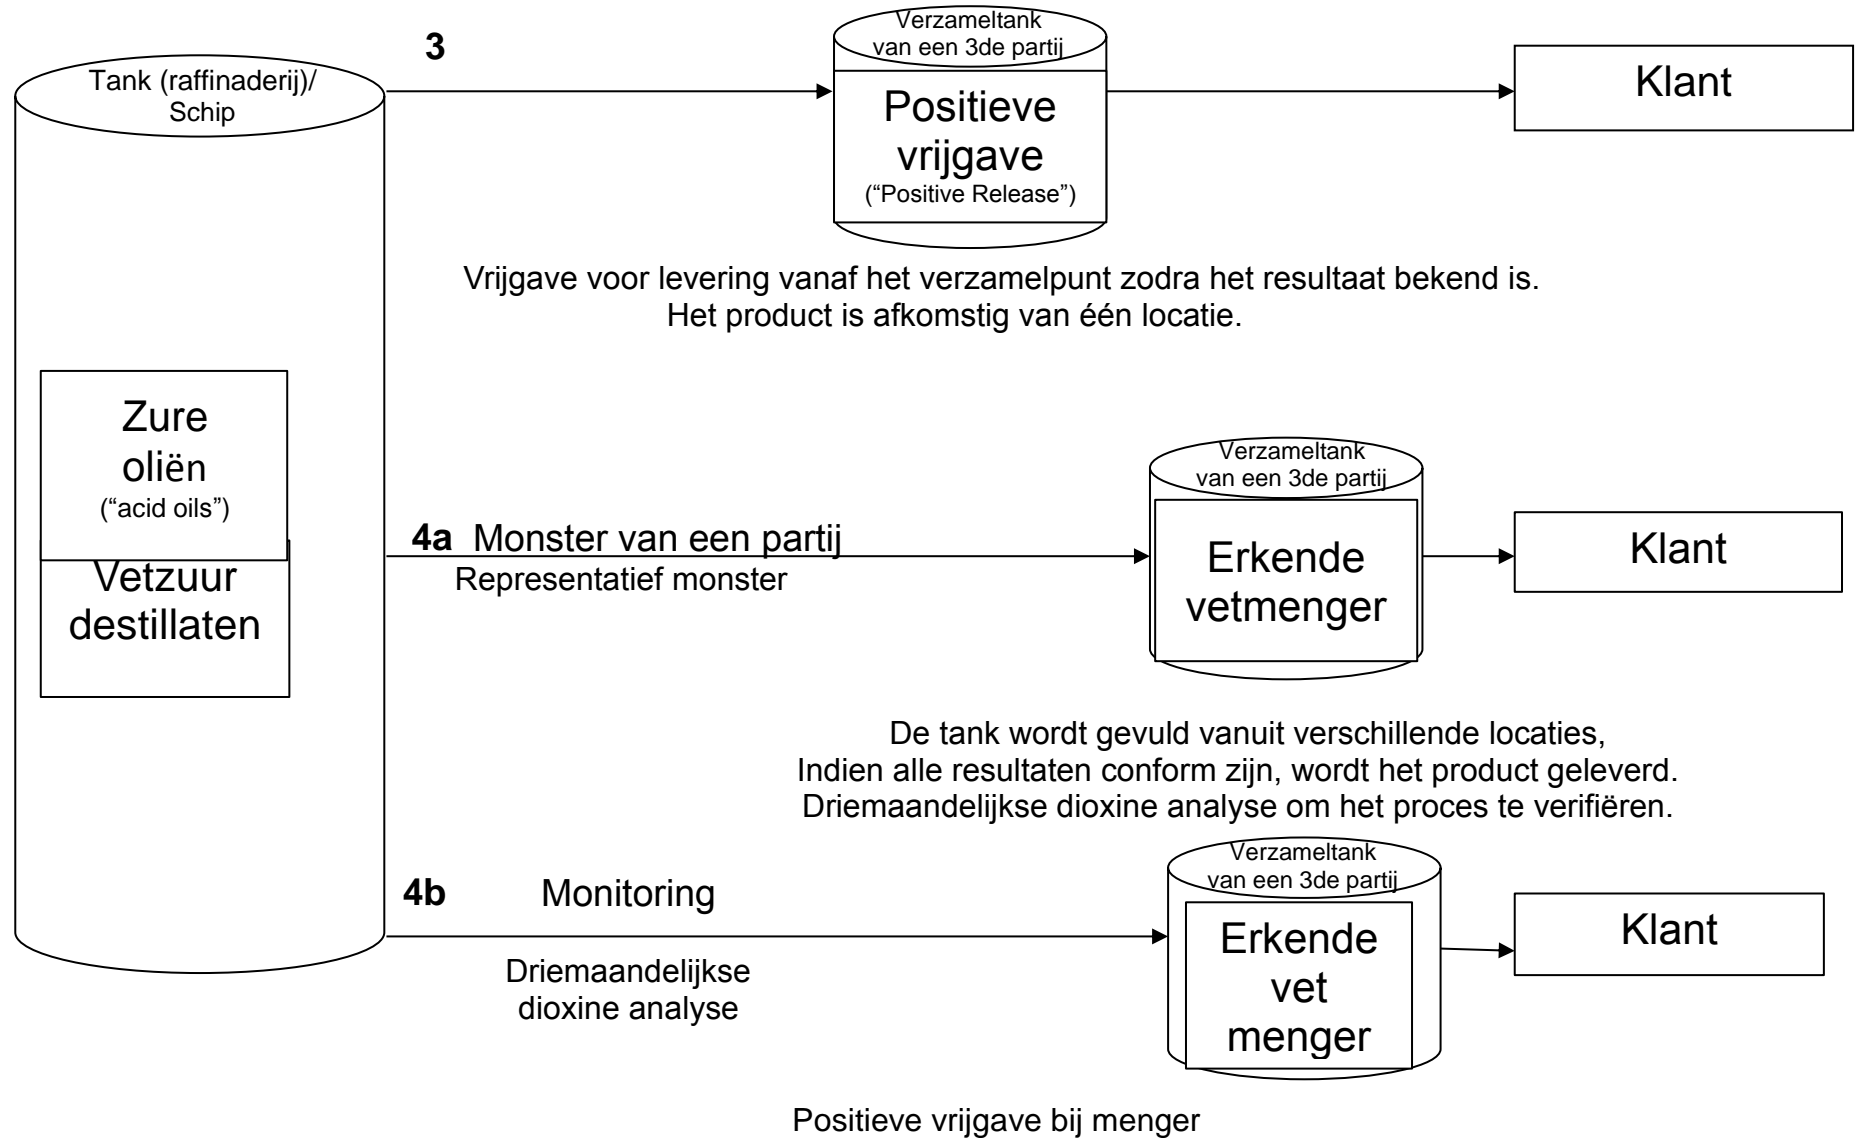 Tank (raffinaderij)/
Schip
Zure
oliën
(“acid oils”)
Vetzuur
destillaten
3
Verzameltank
van een 3de partij
Positieve
vrijgave
(“Positive Release”)
Klant
Vrijgave voor levering vanaf het verzamelpunt zodra het resultaat bekend is.
Het product is afkomstig van één locatie.
4a Monster van een partij
Representatief monster
Verzameltank
van een 3de partij
Erkende
vetmenger
Klant
De tank wordt gevuld vanuit verschillende locaties,
Indien alle resultaten conform zijn, wordt het product geleverd.
Driemaandelijkse dioxine analyse om het proces te verifiëren.
4b Monitoring
Driemaandelijkse
dioxine analyse
Verzameltank
van een 3de partij
Erkende
vet
menger
Klant
Positieve vrijgave bij menger